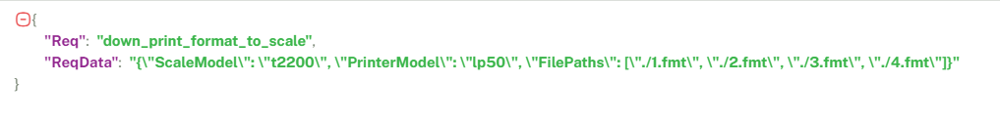 {
"Req": "down_print_format_to_scale",
"ReqData": "{\"ScaleModel\": \"t2200\", \"PrinterModel\": \"lp50\", \"FilePaths\": [\"./1.fmt\", \"./2.fmt\", \"./3.fmt\", \"./4.fmt\"]}"
}